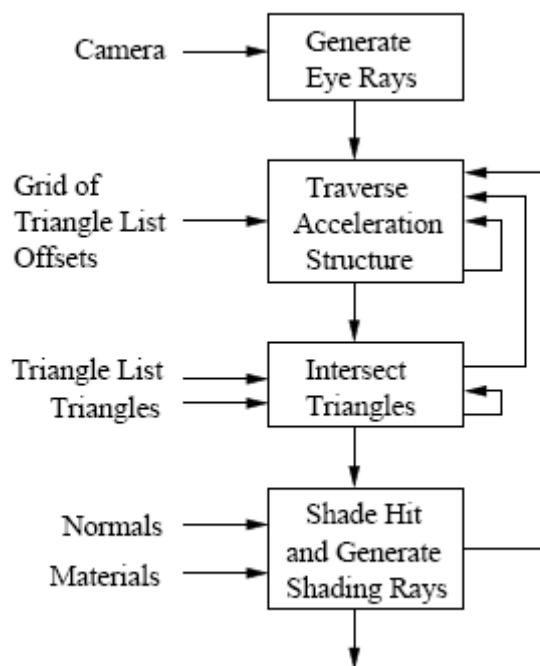 Camera
Generate
Eye Rays
Grid of
Triangle List
Offsets
Traverse
Acceleration
Structure
Triangle List
Triangles
Intersect
Triangles
Normals
Materials
Shade Hit
and Generate
Shading Rays